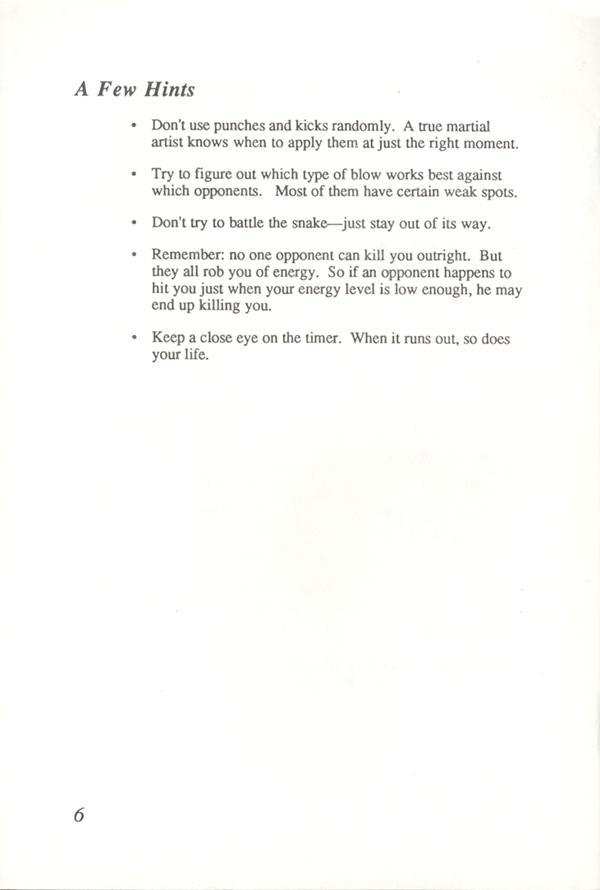 A Few Hints
• Don't use punches and kicks randomly. A true martial
artist knows when to apply them at just the right moment.
• Try to figure out which type of blow works best against
which opponents. Most of them have certain weak spots.
• Don't try to battle the snake—just stay out of its way.
• Remember: no one opponent can kill you outright. But
they all rob you of energy. So if an opponent happens to
hit you just when your energy level is low enough, he may
end up killing you.
• Keep a close eye on the timer. When it runs out, so does
your life.
6